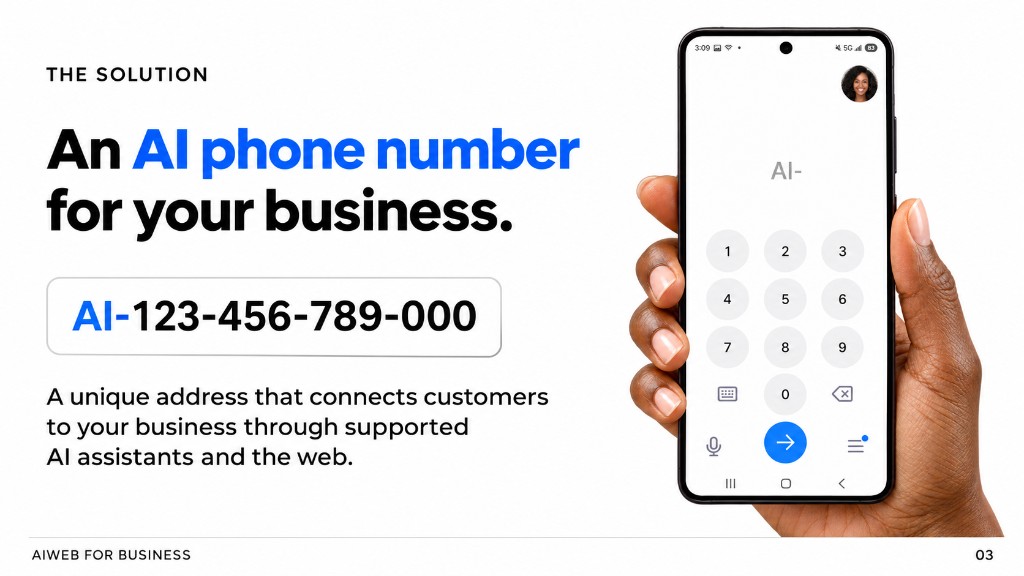 THE SOLUTION
An AI phone number
for your business.
AI-123-456-789-000
A unique address that connects customers
to your business through supported
AI assistants and the web.
3:09 5G 83
AI-
1 2 3
4 5 6
7 8 9
0
AIWEB FOR BUSINESS
03